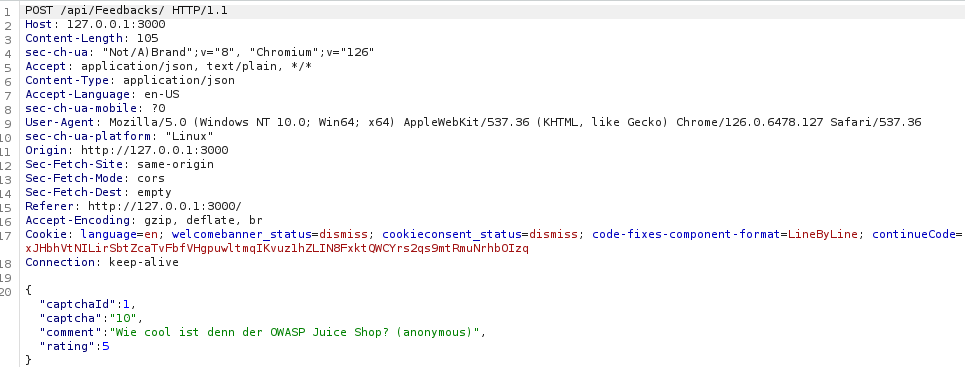 1 POST /api/Feedbacks/ HTTP/1.1
2 Host: 127.0.0.1:3000
3 Content-Length: 105
4 sec-ch-ua: "Not/A)Brand";v="8", "Chromium";v="126"
5 Accept: application/json, text/plain, */*
6 Content-Type: application/json
7 Accept-Language: en-US
8 sec-ch-ua-mobile: ?0
9 User-Agent: Mozilla/5.0 (Windows NT 10.0; Win64; x64) AppleWebKit/537.36 (KHTML, like Gecko) Chrome/126.0.6478.127 Safari/537.36
10 sec-ch-ua-platform: "Linux"
11 Origin: http://127.0.0.1:3000
12 Sec-Fetch-Site: same-origin
13 Sec-Fetch-Mode: cors
14 Sec-Fetch-Dest: empty
15 Referer: http://127.0.0.1:3000/
16 Accept-Encoding: gzip, deflate, br
17 Cookie: language=en; welcomebanner_status=dismiss; cookieconsent_status=dismiss; code-fixes-component-format=LineByLine; continueCode=
xJHbhVtNILirSbtZcaTvFbfVHgpuwltmqIKvuz1hZLIN8FxktQWCYrs2qs9mtRmuNrhbOIzq
18 Connection: keep-alive
19
20 {
"captchaId":1,
"captcha":"10",
"comment":"Wie cool ist denn der OWASP Juice Shop? (anonymous)",
"rating":5
}